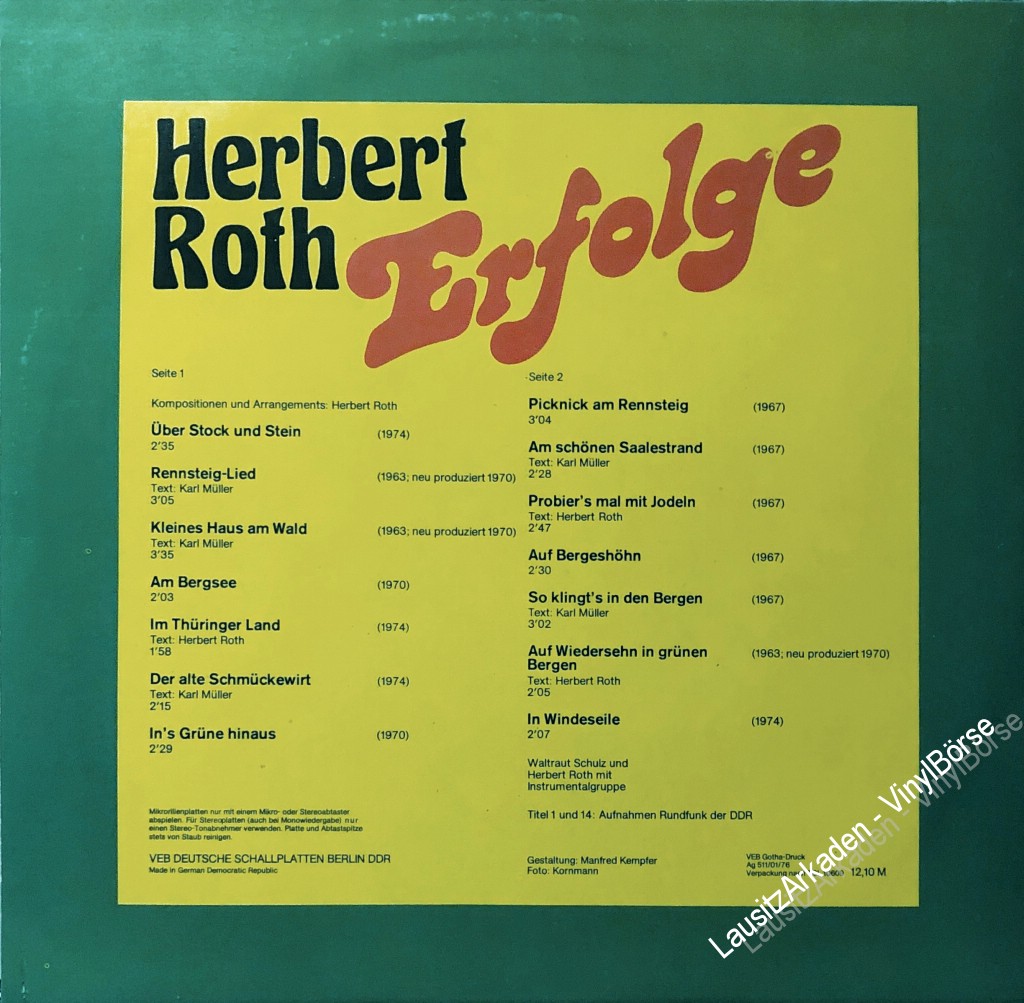 Herbert
Roth
Erfolge
Seite 1
Kompositionen und Arrangements: Herbert Roth
Über Stock und Stein (1974)
2'35
Rennsteig-Lied (1963; neu produziert 1970)
Text: Karl Müller
3'05
Kleines Haus am Wald (1963; neu produziert 1970)
Text: Karl Müller
3'35
Am Bergsee (1970)
2'03
Im Thüringer Land (1974)
Text: Herbert Roth
1'58
Der alte Schmückewirt (1974)
Text: Karl Müller
2'15
In's Grüne hinaus (1970)
2'29
Mikrorillenplatten nur mit einem Mikro- oder Stereoabtaster
abspielen. Für Stereoplatten (auch bei Monowiedergabe) nur
einen Stereo-Tonabnehmer verwenden. Platte und Abtastspitze
stets von Staub reinigen.
VEB DEUTSCHE SCHALLPLATTEN BERLIN DDR
Made in German Democratic Republic
Seite 2
Picknick am Rennsteig (1967)
3'04
Am schönen Saalestrand (1967)
Text: Karl Müller
2'28
Probier's mal mit Jodeln (1967)
Text: Herbert Roth
2'47
Auf Bergeshöhn (1967)
2'30
So klingt's in den Bergen (1967)
Text: Karl Müller
3'02
Auf Wiedersehn in grünen (1963; neu produziert 1970)
Bergen
Text: Herbert Roth
2'05
In Windeseile (1974)
2'07
Waltraut Schulz und
Herbert Roth mit
Instrumentalgruppe
Titel 1 und 14: Aufnahmen Rundfunk der DDR
Gestaltung: Manfred Kempfer
Foto: Kornmann
VEB Gotha-Druck
Ag 511/01/76
Verpackung 12,10 M
LausitzArkaden - VinylBörse